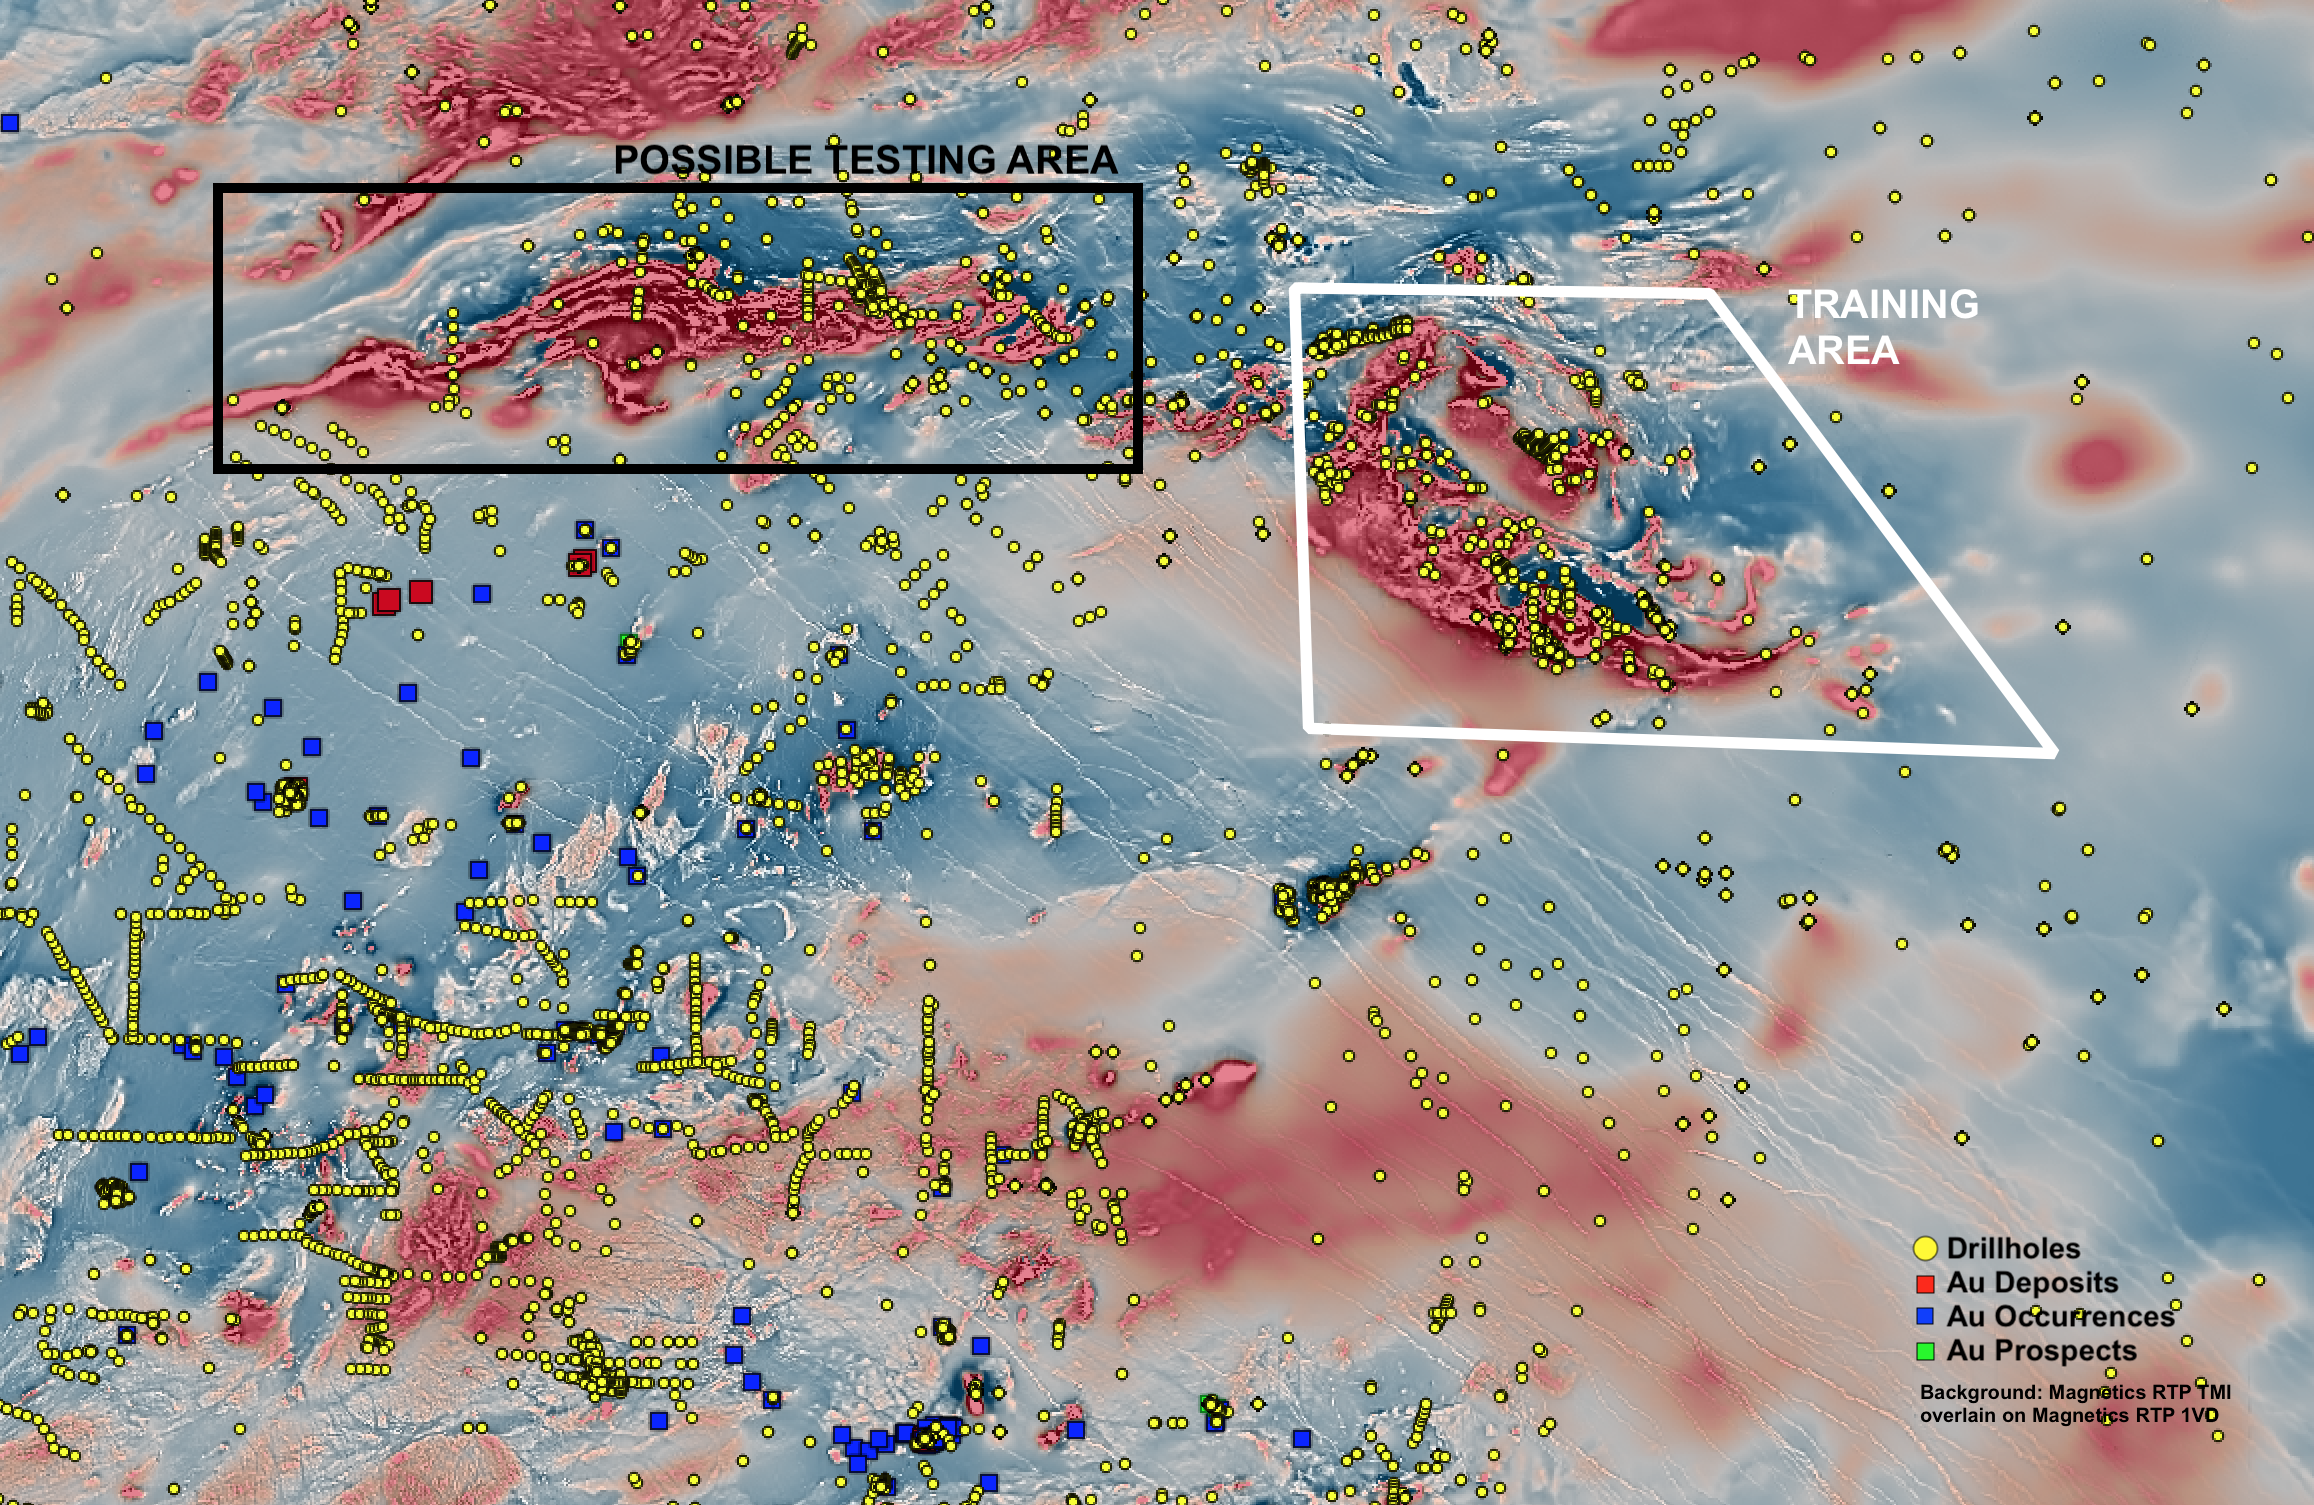 POSSIBLE TESTING AREA
TRAINING
AREA
Drillholes
Au Deposits
Au Occurrences
Au Prospects
Background: Magnetics RTP TMI
overlain on Magnetics RTP 1VD